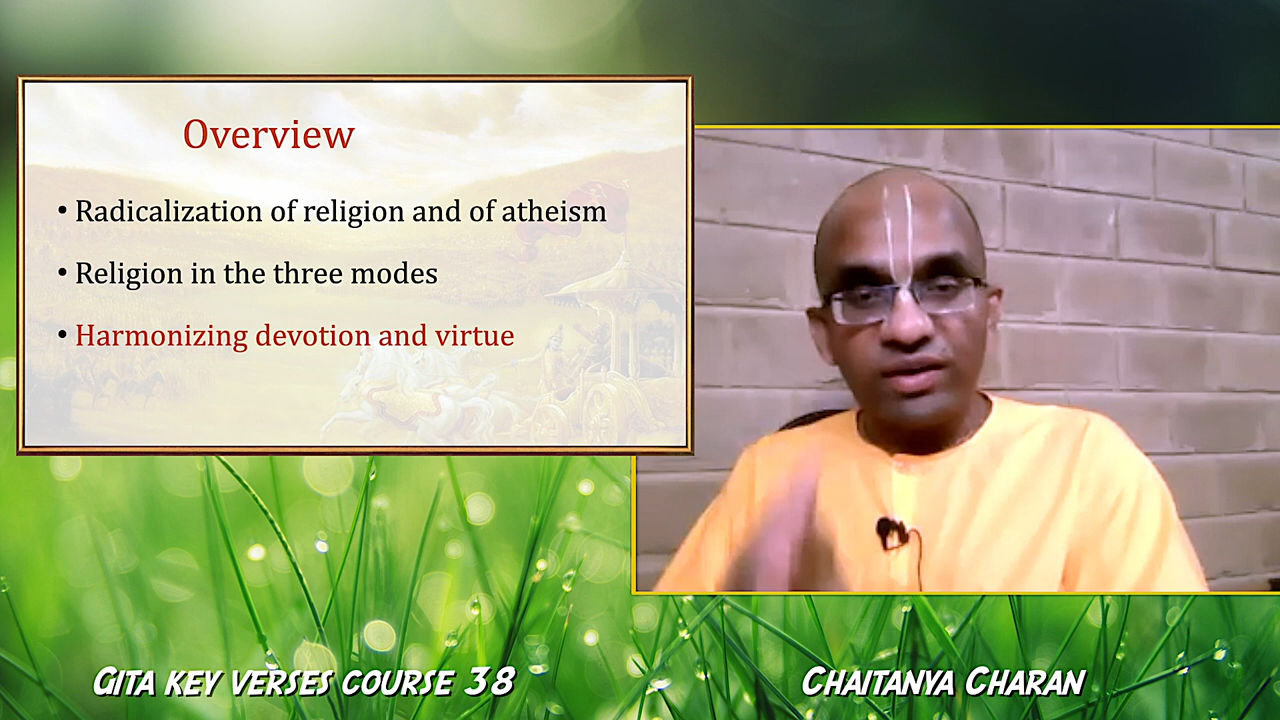 Overview
• Radicalization of religion and of atheism
• Religion in the three modes
• Harmonizing devotion and virtue
Gita key verses course 38
Chaitanya Charan